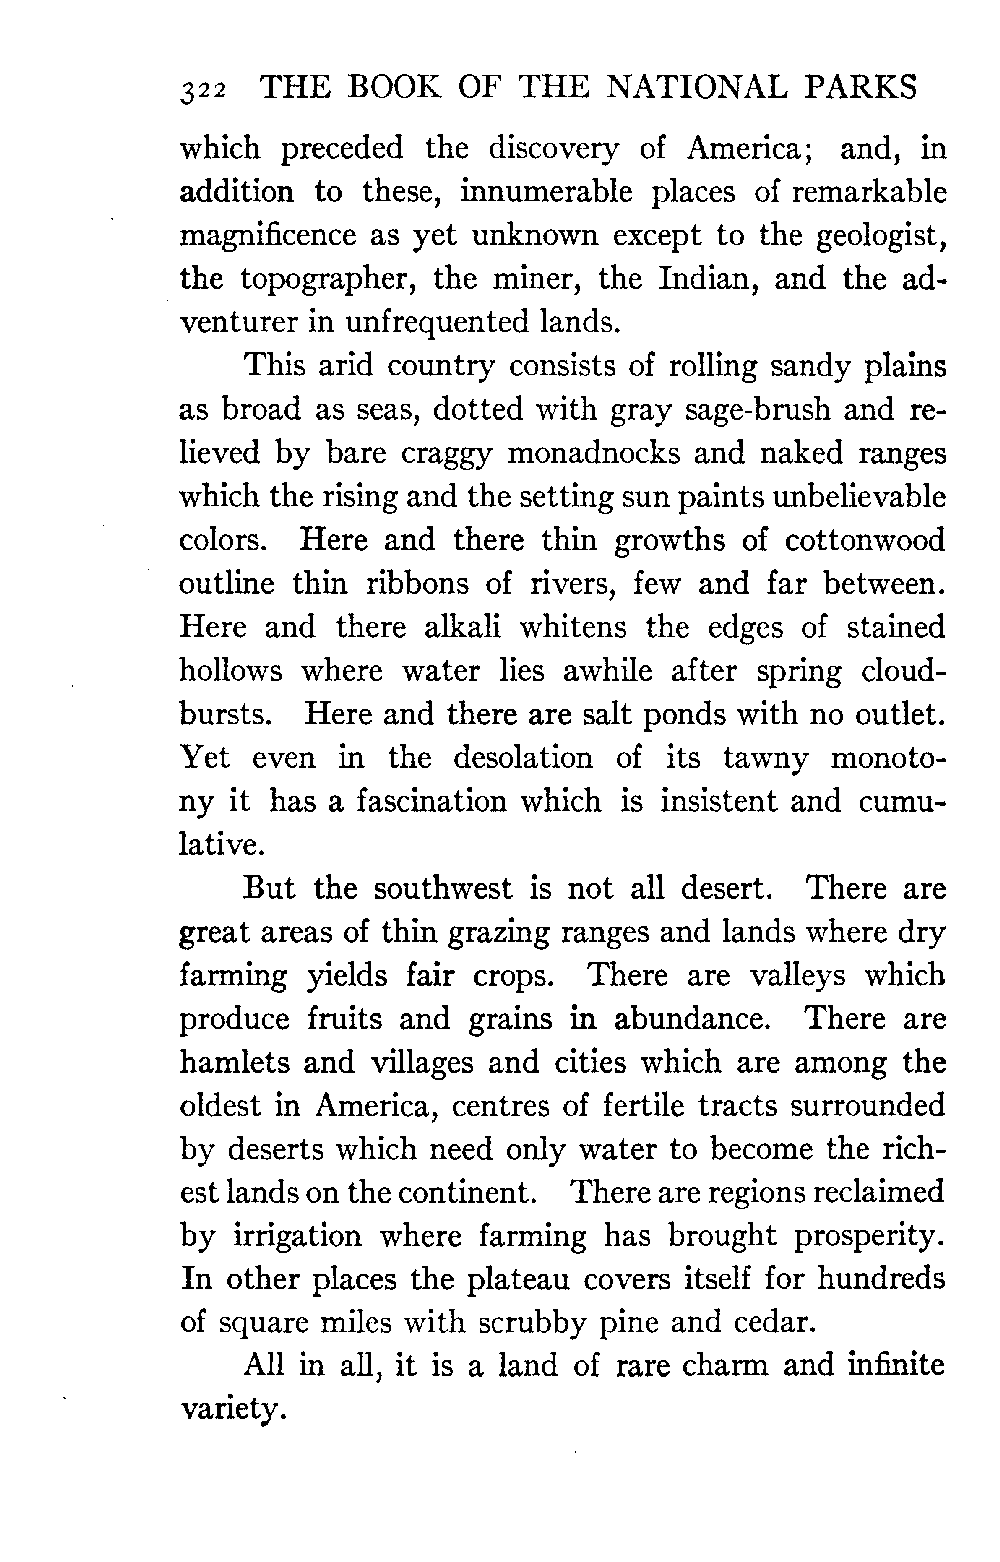 322 THE BOOK OF THE NATIONAL PARKS
which preceded the discovery of America; and, in
addition to these, innumerable places of remarkable
magnificence as yet unknown except to the geologist,
the topographer, the miner, the Indian, and the ad-
venturer in unfrequented lands.
This arid country consists of rolling sandy plains
as broad as seas, dotted with gray sage-brush and re-
lieved by bare craggy monadnocks and naked ranges
which the rising and the setting sun paints unbelievable
colors. Here and there thin growths of cottonwood
outline thin ribbons of rivers, few and far between.
Here and there alkali whitens the edges of stained
hollows where water lies awhile after spring cloud-
bursts. Here and there are salt ponds with no outlet.
Yet even in the desolation of its tawny monoto-
ny it has a fascination which is insistent and cumu-
lative.
But the southwest is not all desert. There are
great areas of thin grazing ranges and lands where dry
farming yields fair crops. There are valleys which
produce fruits and grains in abundance. There are
hamlets and villages and cities which are among the
oldest in America, centres of fertile tracts surrounded
by deserts which need only water to become the rich-
est lands on the continent. There are regions reclaimed
by irrigation where farming has brought prosperity.
In other places the plateau covers itself for hundreds
of square miles with scrubby pine and cedar.
All in all, it is a land of rare charm and infinite
variety.